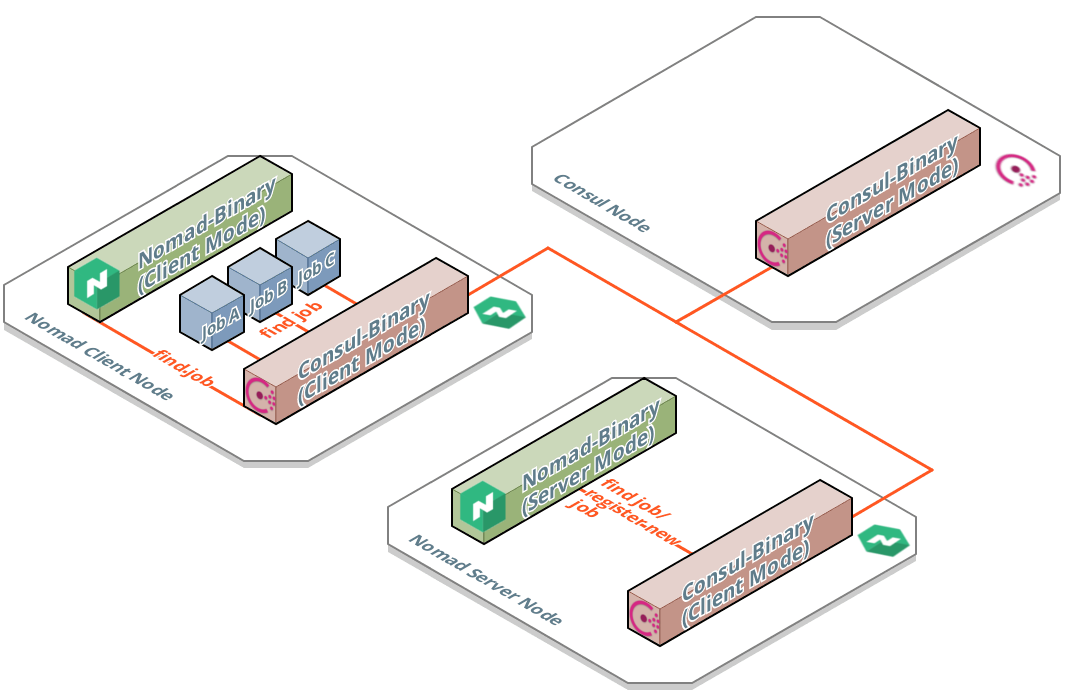 Consul-Binary
(Server Mode)
Consul Node
Nomad-Binary
(Client Mode)
Job C
Job B
Job A
find job
Consul-Binary
(Client Mode)
find job
Nomad Client Node
Nomad-Binary
(Server Mode)
find job/
register new
job
Consul-Binary
(Client Mode)
Nomad Server Node